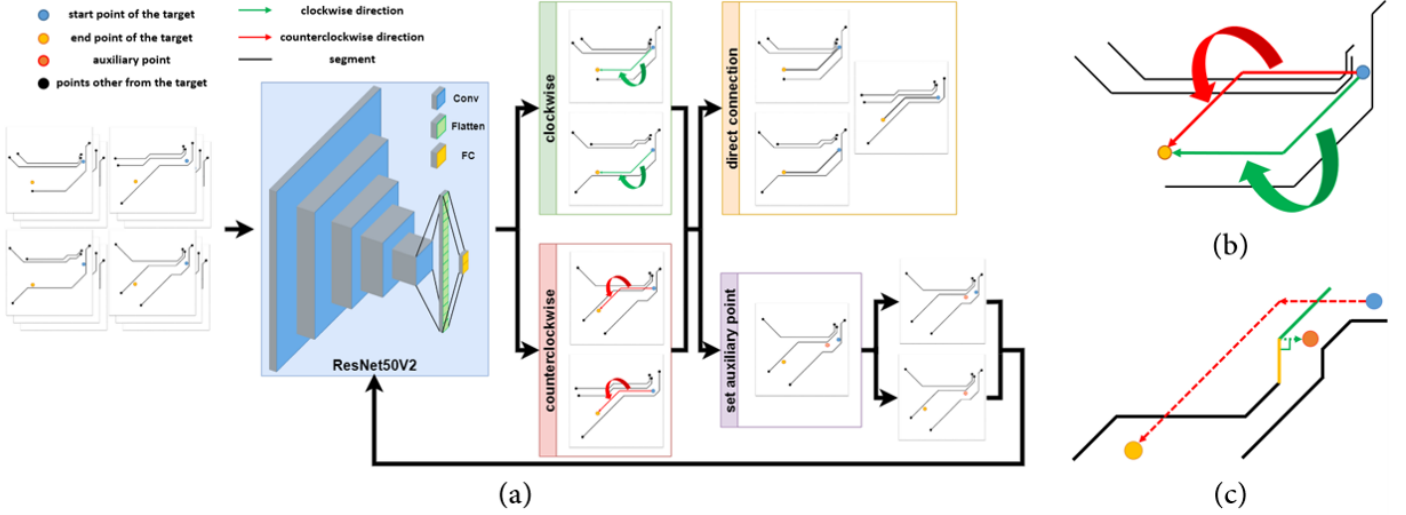 start point of the target
end point of the target
auxiliary point
points other from the target
clockwise direction
counterclockwise direction
segment
Conv
Flatten
FC
ResNet50V2
clockwise
counterclockwise
direct connection
set auxiliary point
(a)
(b)
(c)